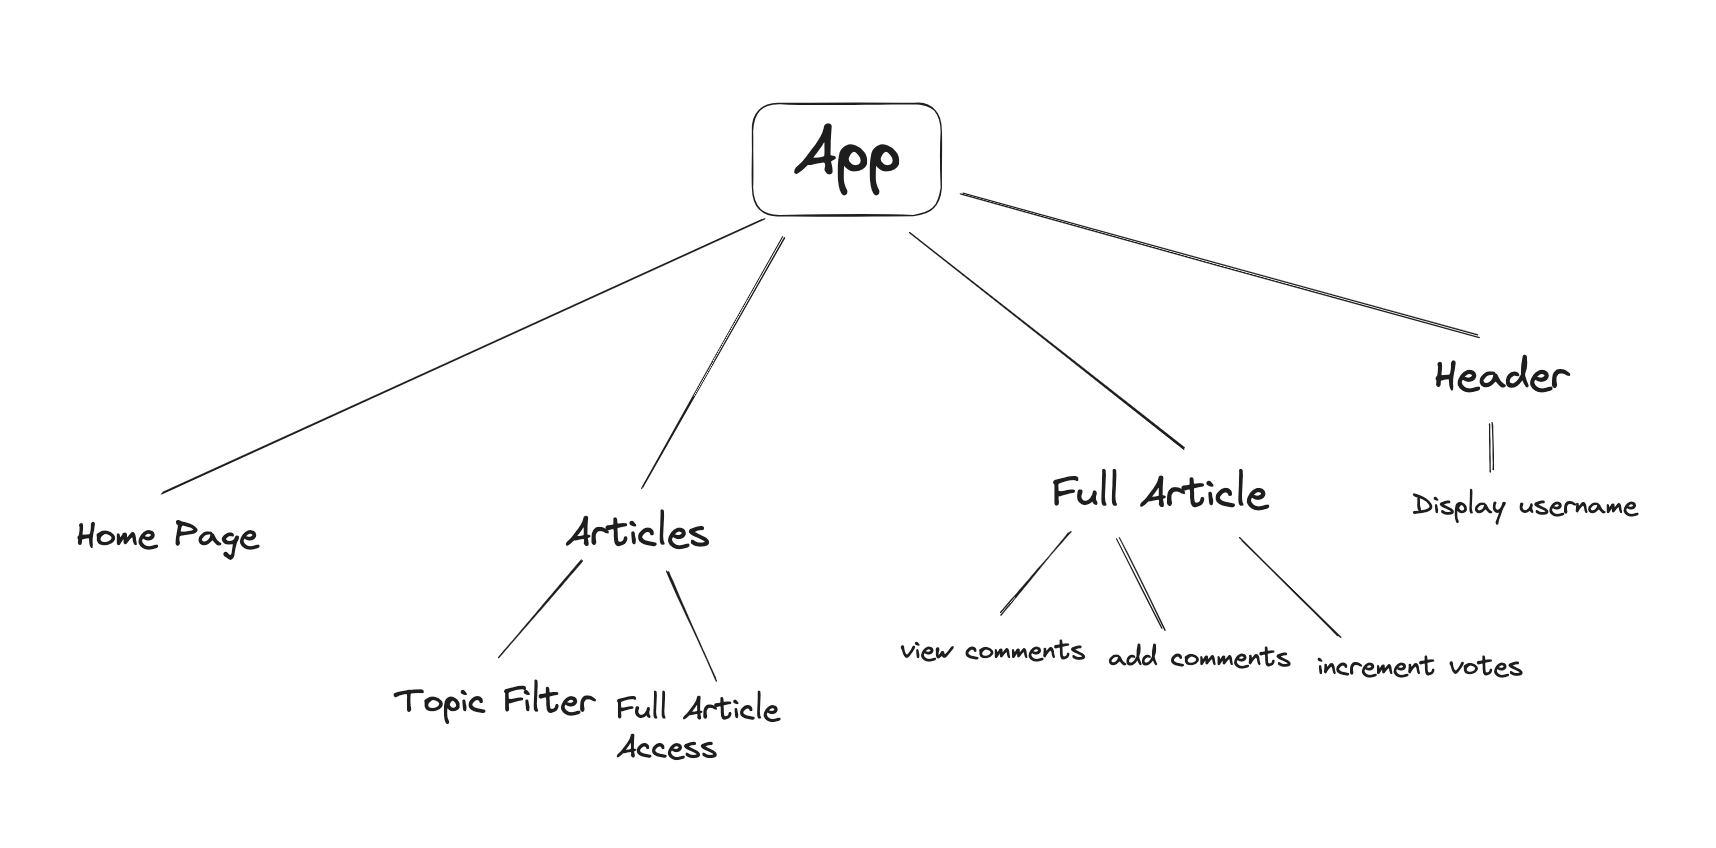 App
Header
Full Article
Display username
Home Page
Articles
view comments
add comments
increment votes
Topic Filter
Full Article
Access